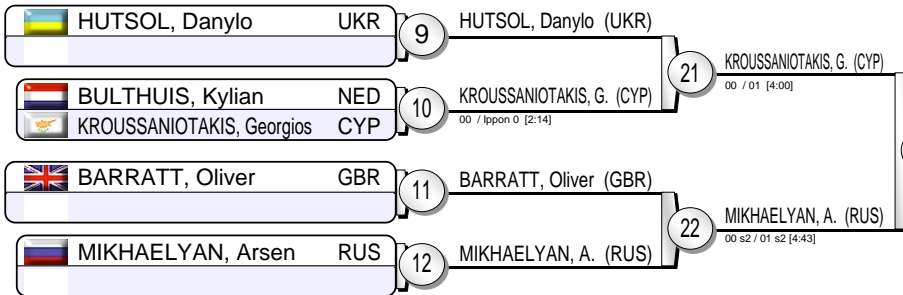 HUTSOL, Danylo UKR
9
HUTSOL, Danylo (UKR)
21
KROUSSANIOTAKIS, G. (CYP)
00 / 01 [4:00]
BULTHUIS, Kylian NED
KROUSSANIOTAKIS, Georgios CYP
10
KROUSSANIOTAKIS, G. (CYP)
00 / Ippon 0 [2:14]
BARRATT, Oliver GBR
11
BARRATT, Oliver (GBR)
22
MIKHAELYAN, A. (RUS)
00 s2 / 01 s2 [4:43]
MIKHAELYAN, Arsen RUS
12
MIKHAELYAN, A. (RUS)